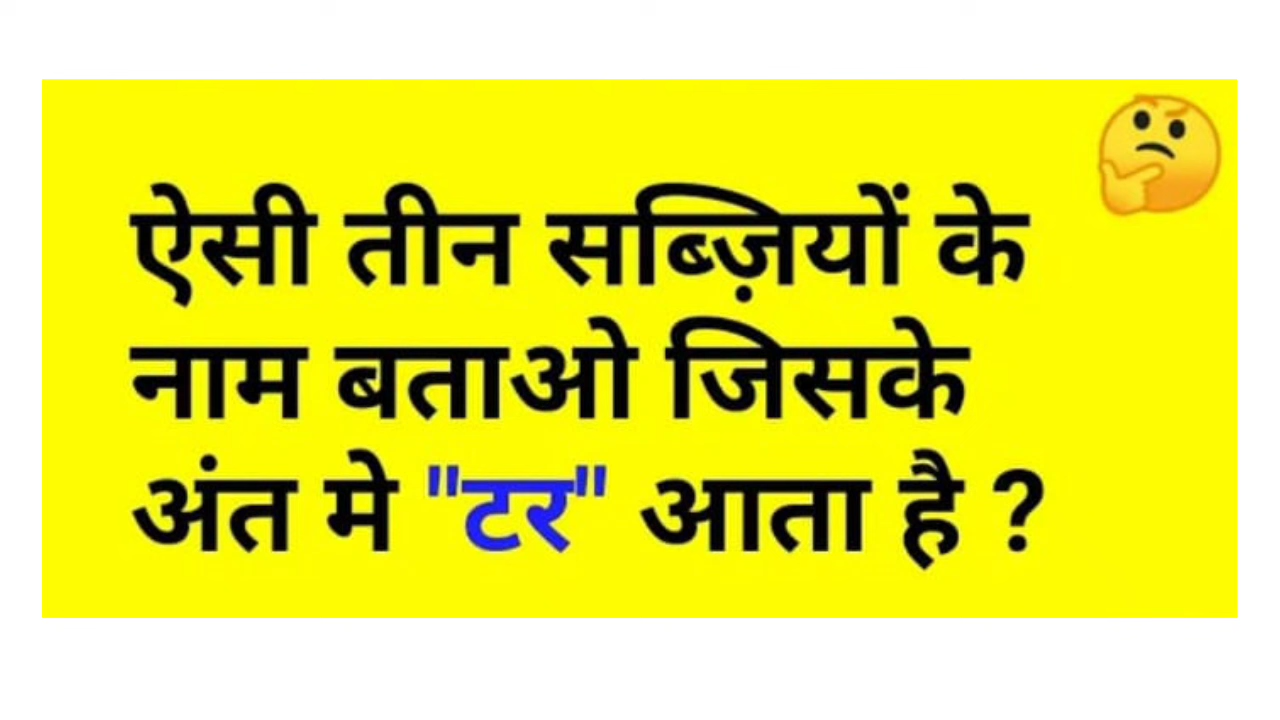 ऐसी तीन सब्ज़ियों के
नाम बताओ जिसके
अंत मे "टर" आता है ?